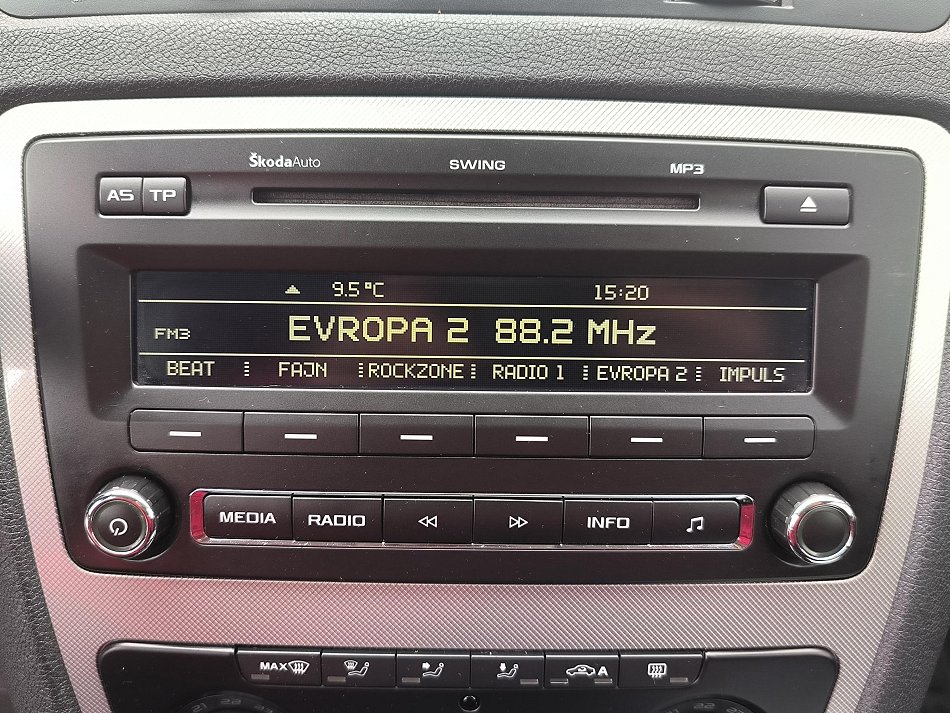 ŠkodaAuto SWING MP3
AS TP
9.5 °C 15:20
FM3 EVROPA 2 88.2 MHz
BEAT FAJN ROCKZONE RADIO 1 EVROPA 2 IMPULS
MEDIA RADIO INFO
MAX A